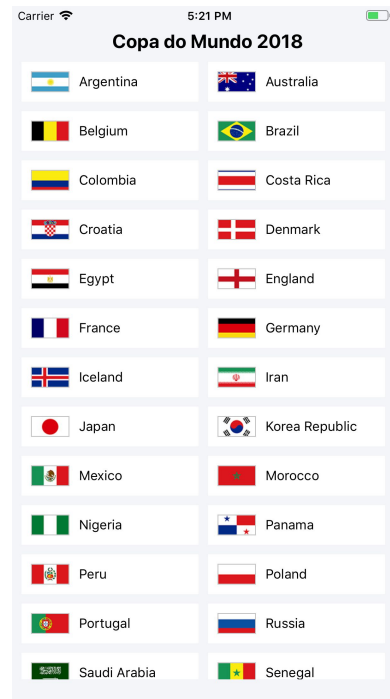 Carrier 5:21 PM
Copa do Mundo 2018
Argentina Australia
Belgium Brazil
Colombia Costa Rica
Croatia Denmark
Egypt England
France Germany
Iceland Iran
Japan Korea Republic
Mexico Morocco
Nigeria Panama
Peru Poland
Portugal Russia
Saudi Arabia Senegal